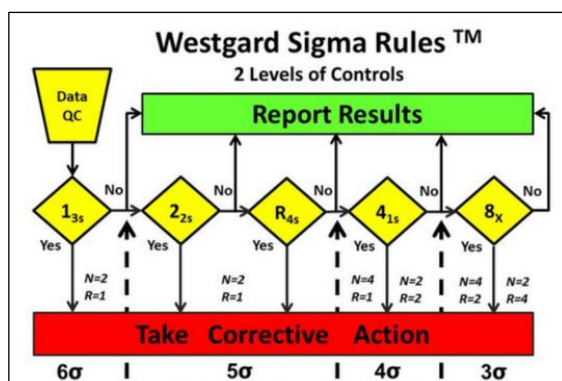 Westgard Sigma Rules TM
2 Levels of Controls
Data
QC
Report Results
No No No No No
13s 22s R4s 41s 8x
Yes Yes Yes Yes Yes
N=2 N=2 N=4 N=2 N=4 N=2
R=1 R=1 R=1 R=2 R=2 R=4
Take Corrective Action
6σ 5σ 4σ 3σ